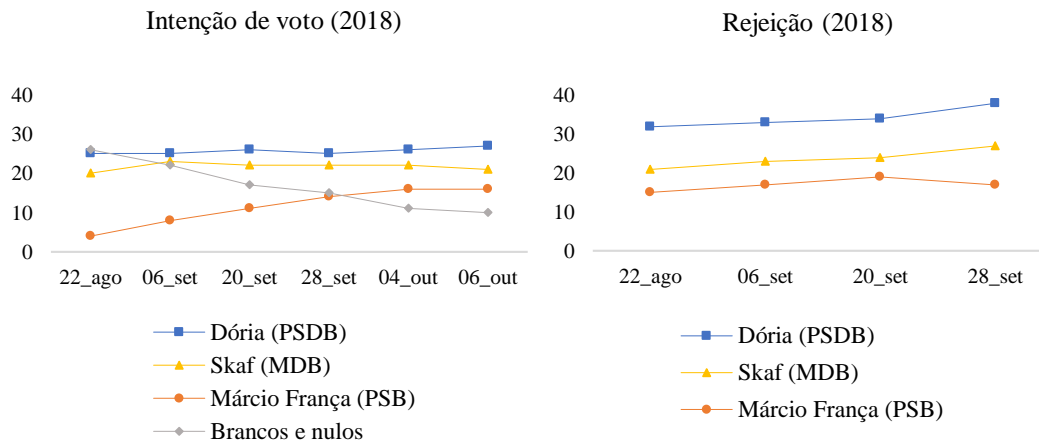 Intenção de voto (2018)
40
30
20
10
0
22_ago 06_set 20_set 28_set 04_out 06_out
Dória (PSDB)
Skaf (MDB)
Márcio França (PSB)
Brancos e nulos
Rejeição (2018)
40
30
20
10
0
22_ago 06_set 20_set 28_set
Dória (PSDB)
Skaf (MDB)
Márcio França (PSB)